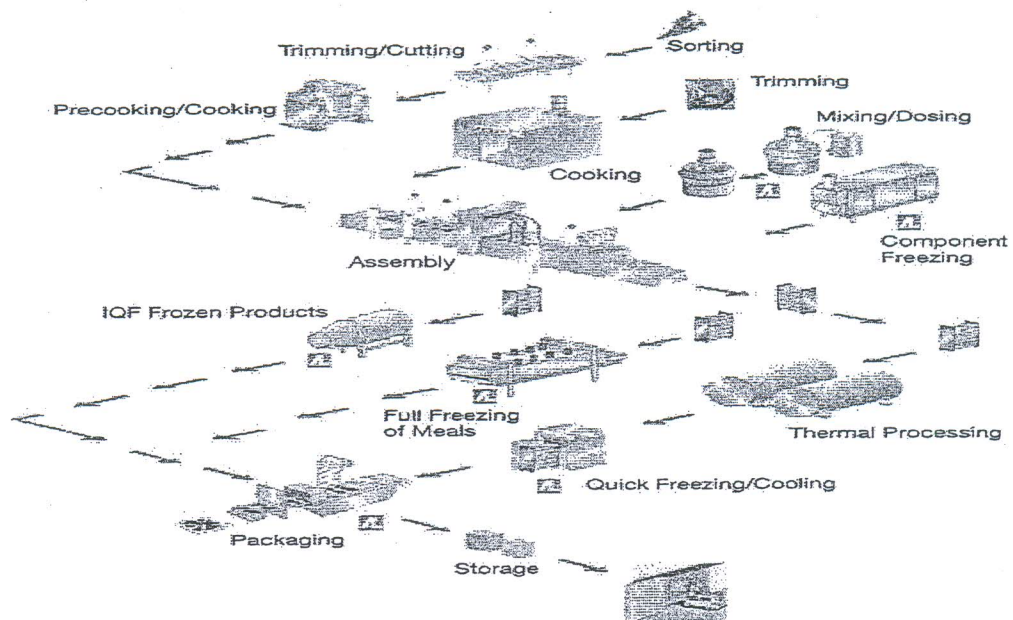 Sorting
Trimming/Cutting
Trimming
Precooking/Cooking
Mixing/Dosing
Cooking
Component
Freezing
Assembly
IQF Frozen Products
Full Freezing
of Meals
Thermal Processing
Quick Freezing/Cooling
Packaging
Storage